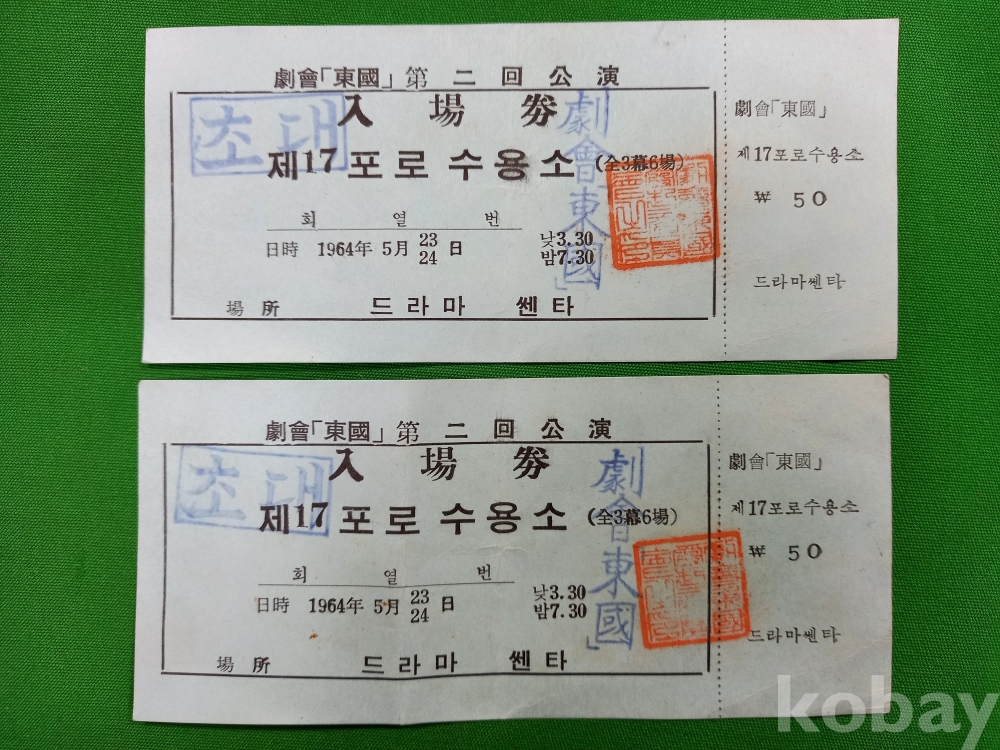 劇會「東國」第 二 回 公 演
入 場 券
초대
제17포로 수용소 (全3幕6場)
劇會東國」
회 열 번
日時 1964年 5月 23 24 日
낮3.30
밤7.30
場所 드라마 쎈타
劇會「東國」
제17포로수용소
₩ 50
드라마쎈타
劇會「東國」第 二 回 公 演
入 場 券
초대
제17포로 수용소 (全3幕6場)
劇會東國」
회 열 번
日時 1964年 5月 23 24 日
낮3.30
밤7.30
場所 드라마 쎈타
劇會「東國」
제17포로수용소
₩ 50
드라마쎈타
kobay